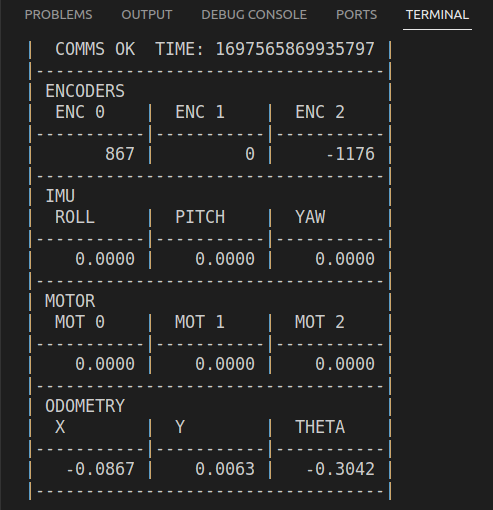 PROBLEMS OUTPUT DEBUG CONSOLE PORTS TERMINAL
|  COMMS OK  TIME: 1697565869935797 |
|-----------------------------------|
| ENCODERS                          |
|  ENC 0    |  ENC 1    |  ENC 2    |
|-----------|-----------|-----------|
|       867 |         0 |     -1176 |
|-----------------------------------|
| IMU                               |
|  ROLL     |  PITCH    |  YAW      |
|-----------|-----------|-----------|
|    0.0000 |    0.0000 |    0.0000 |
|-----------------------------------|
| MOTOR                             |
|  MOT 0    |  MOT 1    |  MOT 2    |
|-----------|-----------|-----------|
|    0.0000 |    0.0000 |    0.0000 |
|-----------------------------------|
| ODOMETRY                          |
|  X        |  Y        |  THETA    |
|-----------|-----------|-----------|
|   -0.0867 |    0.0063 |   -0.3042 |
|-----------------------------------|